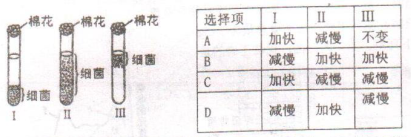 棉花 棉花 棉花
细菌 细菌 细菌
I II III
选择项 I II III
A 加快 减慢 不变
B 减慢 加快 加快
C 加快 减慢 减慢
D 减慢 加快 减慢